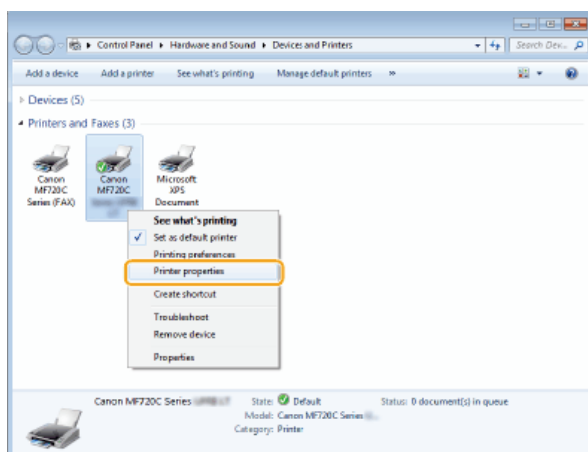 Control Panel ▸ Hardware and Sound ▸ Devices and Printers
Search Dev...
Add a device Add a printer See what's printing Manage default printers »
Devices (5)
Printers and Faxes (3)
Canon
MF720C
Series (FAX)
Canon
MF720C
Microsoft
XPS
Document
See what's printing
Set as default printer
Printing preferences
Printer properties
Create shortcut
Troubleshoot
Remove device
Properties
Canon MF720C Series State: Default Status: 0 document(s) in queue
Model: Canon MF720C Series
Category: Printer